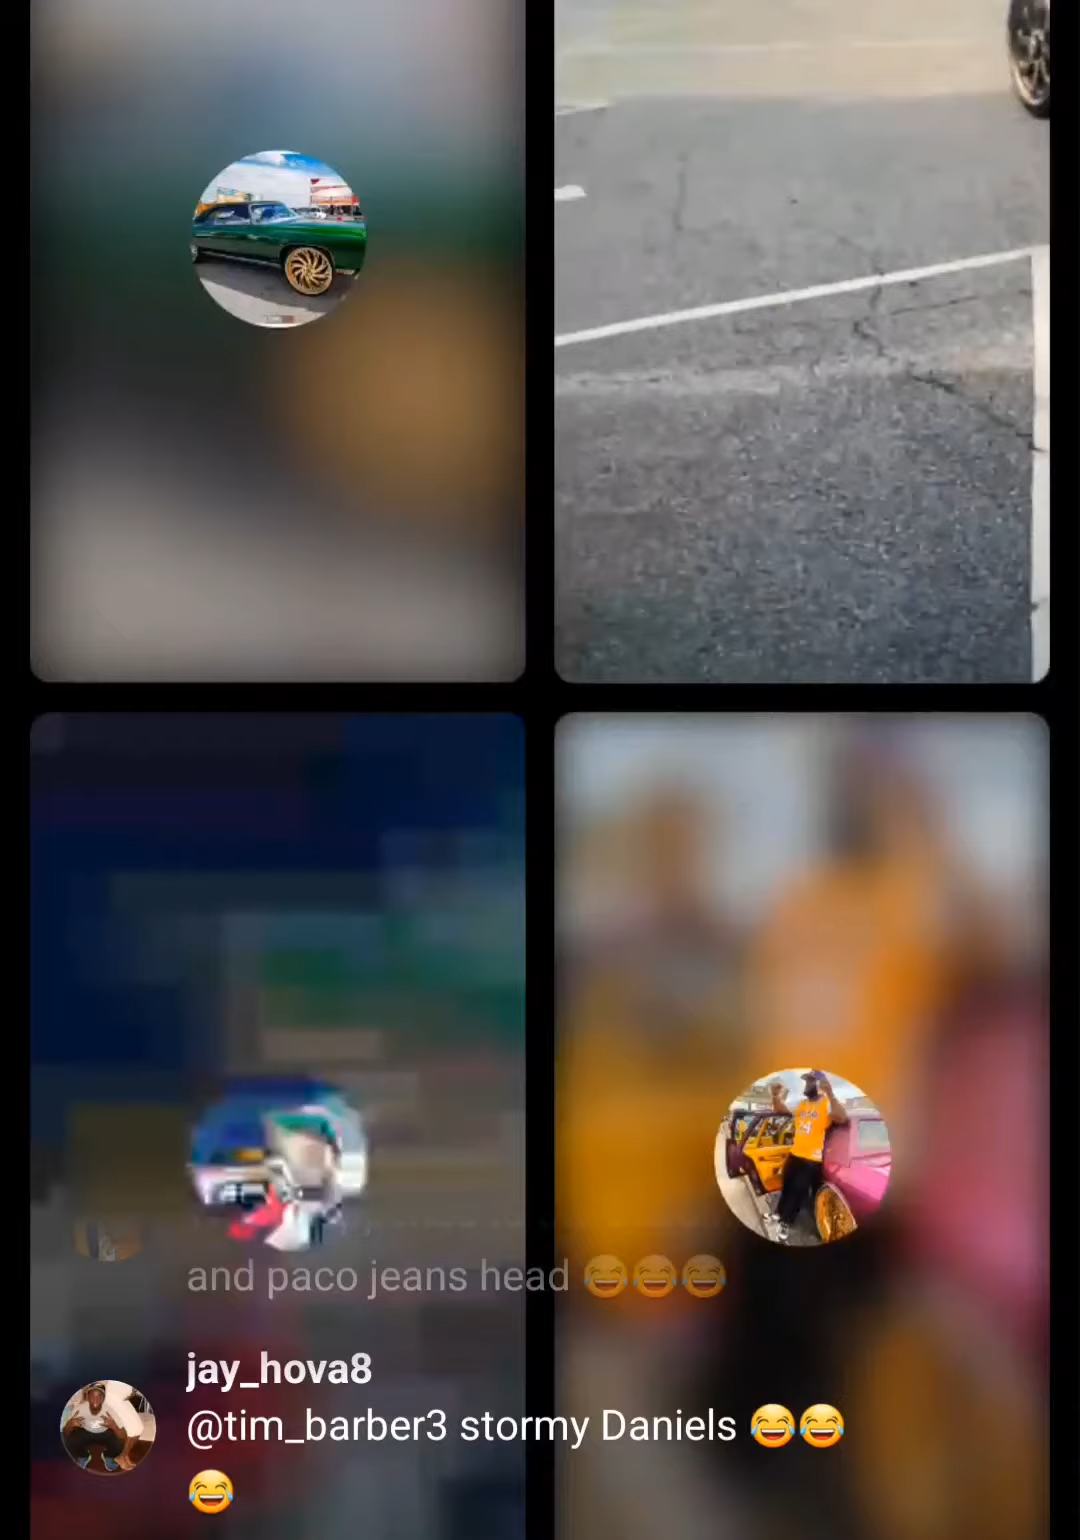 and paco jeans head 😂😂😂
jay_hova8
@tim_barber3 stormy Daniels 😂😂
😂